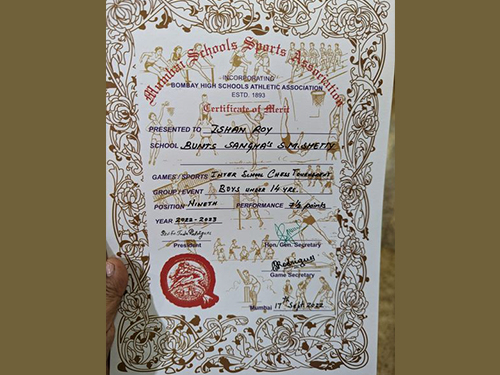 Mumbai Schools Sports Association
INCORPORATING
BOMBAY HIGH SCHOOLS ATHLETIC ASSOCIATION
ESTD. 1893
Certificate of Merit
PRESENTED TO ISHAN ROY
SCHOOL BUNTS SANGHA'S S.M. SHETTY
GAMES / SPORTS INTER SCHOOL CHESS TOURNAMENT
GROUP / EVENT BOYS UNDER 14 YRS.
POSITION NINETH PERFORMANCE 7½ points
YEAR 2022-2023
President
Hon. Gen. Secretary
Game Secretary
Mumbai 17th Sept 2022